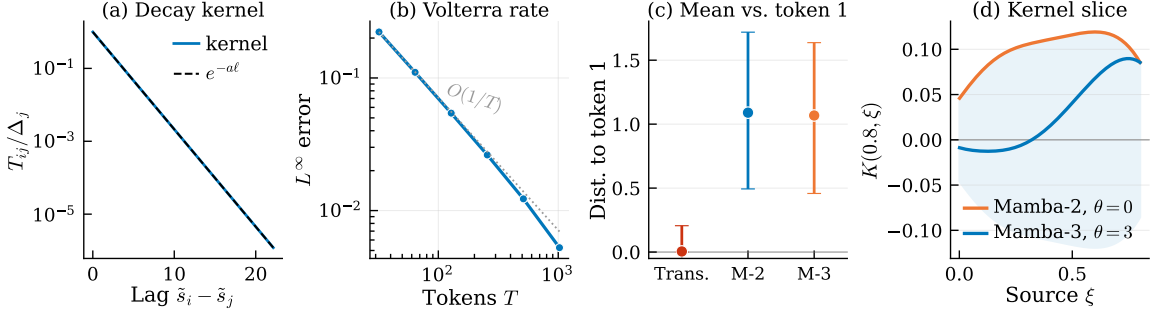 (a) Decay kernel
T_{ij}/Δ_j
10^{−1}
10^{−3}
10^{−5}
kernel
e^{−aℓ}
0 10 20
Lag s̃_i − s̃_j
(b) Volterra rate
L^∞ error
10^{−1}
10^{−2}
O(1/T)
10^2 10^3
Tokens T
(c) Mean vs. token 1
Dist. to token 1
1.5
1.0
0.5
0.0
Trans. M-2 M-3
(d) Kernel slice
K(0.8, ξ)
0.10
0.05
0.00
−0.05
−0.10
Mamba-2, θ=0
Mamba-3, θ=3
0.0 0.5
Source ξ